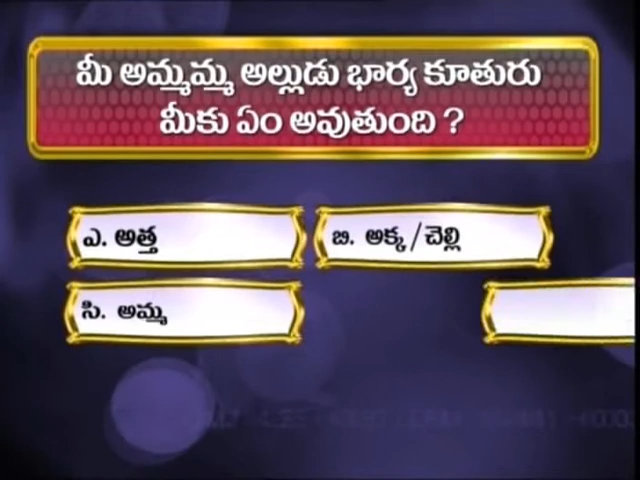 మీ అమ్మమ్మ అల్లుడు భార్య కూతురు
మీకు ఏం అవుతుంది ?
ఎ. అత్త
బి. అక్క/చెల్లి
సి. అమ్మ